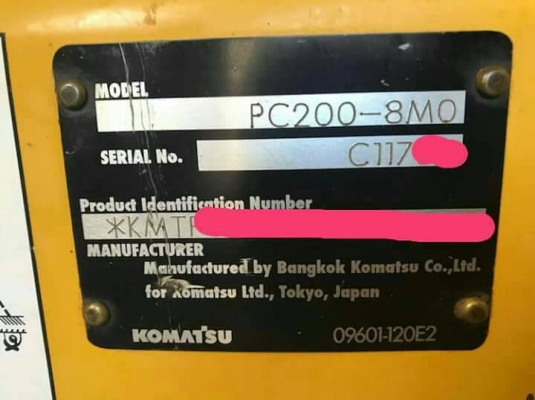 MODEL
PC200-8M0
SERIAL No.
C117
Product Identification Number
*KMT
MANUFACTURER
Manufactured by Bangkok Komatsu Co.,Ltd.
for Komatsu Ltd., Tokyo, Japan
KOMATSU
09601-120E2